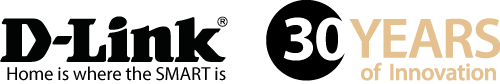 D-Link®
Home is where the SMART is
30 YEARS
of Innovation